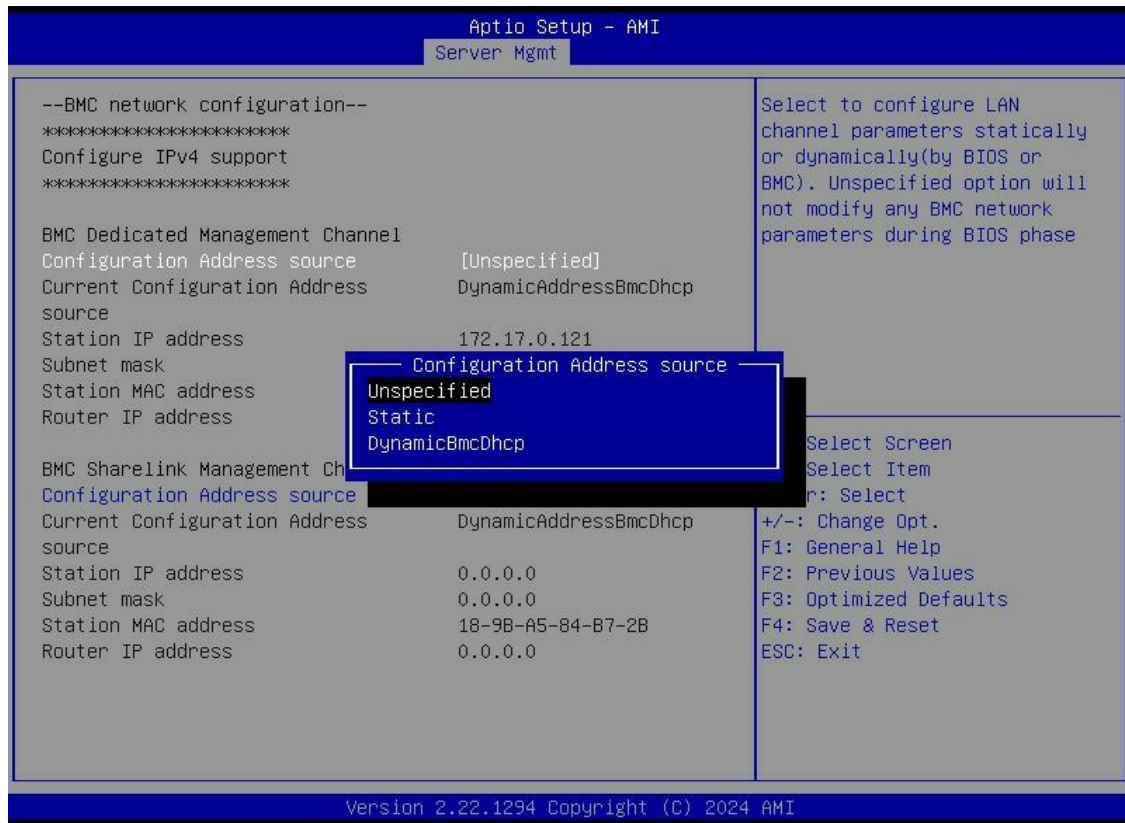 Aptio Setup – AMI
Server Mgmt
--BMC network configuration--
***********************
Configure IPv4 support
***********************
BMC Dedicated Management Channel
Configuration Address source [Unspecified]
Current Configuration Address DynamicAddressBmcDhcp
source
Station IP address 172.17.0.121
Subnet mask
Station MAC address
Router IP address
Configuration Address source
Unspecified
Static
DynamicBmcDhcp
BMC Sharelink Management Ch
Configuration Address source
Current Configuration Address DynamicAddressBmcDhcp
source
Station IP address 0.0.0.0
Subnet mask 0.0.0.0
Station MAC address 18-9B-A5-84-B7-2B
Router IP address 0.0.0.0
Select to configure LAN
channel parameters statically
or dynamically(by BIOS or
BMC). Unspecified option will
not modify any BMC network
parameters during BIOS phase
Select Screen
Select Item
r: Select
+/-: Change Opt.
F1: General Help
F2: Previous Values
F3: Optimized Defaults
F4: Save & Reset
ESC: Exit
Version 2.22.1294 Copyright (C) 2024 AMI